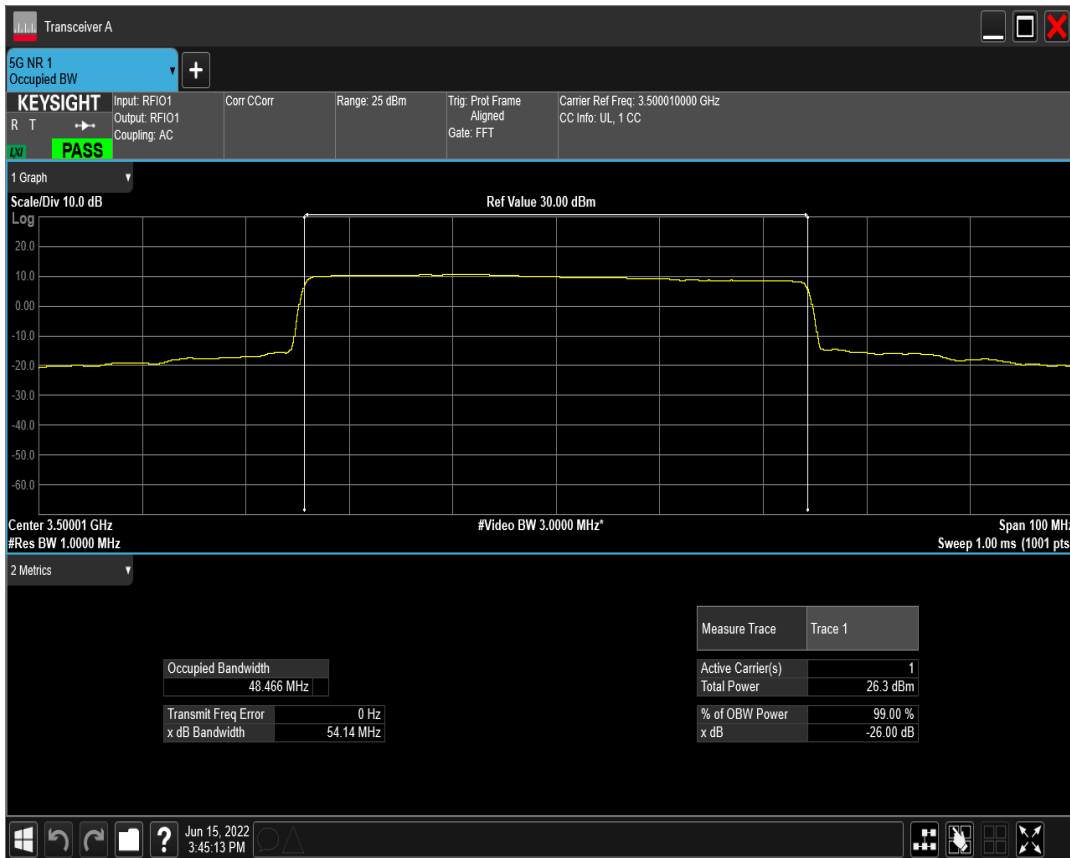 Transceiver A
5G NR 1
Occupied BW
+
KEYSIGHT
R T
LXI
PASS
Input: RFIO1
Output: RFIO1
Coupling: AC
Corr CCorr
Range: 25 dBm
Trig: Prot Frame
Aligned
Gate: FFT
Carrier Ref Freq: 3.500010000 GHz
CC Info: UL, 1 CC
1 Graph
Scale/Div 10.0 dB
Ref Value 30.00 dBm
Log
20.0
10.0
0.00
-10.0
-20.0
-30.0
-40.0
-50.0
-60.0
Center 3.50001 GHz
#Video BW 3.0000 MHz*
Span 100 MHz
#Res BW 1.0000 MHz
Sweep 1.00 ms (1001 pts
2 Metrics
Measure Trace Trace 1
Occupied Bandwidth
48.466 MHz
Active Carrier(s) 1
Total Power 26.3 dBm
Transmit Freq Error 0 Hz
x dB Bandwidth 54.14 MHz
% of OBW Power 99.00 %
x dB -26.00 dB
?
Jun 15, 2022
3:45:13 PM